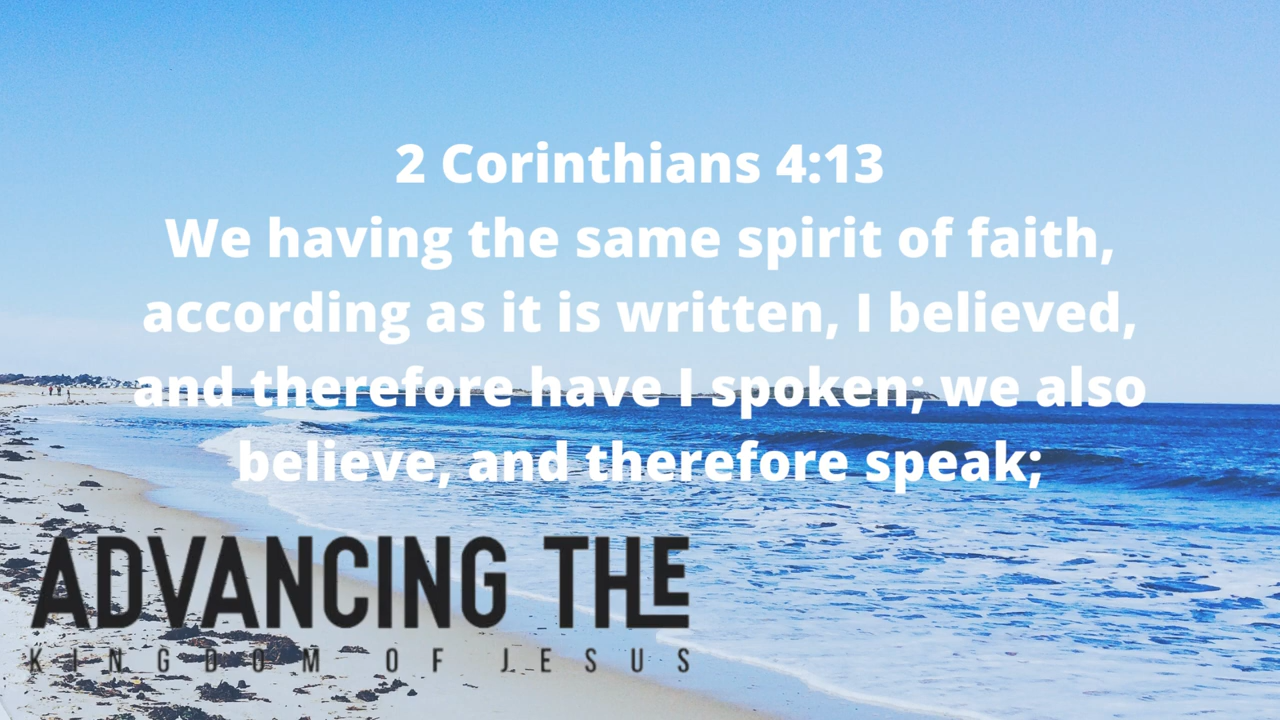 2 Corinthians 4:13
We having the same spirit of faith,
according as it is written, I believed,
and therefore have I spoken; we also
believe, and therefore speak;
ADVANCING THE
KINGDOM OF JESUS